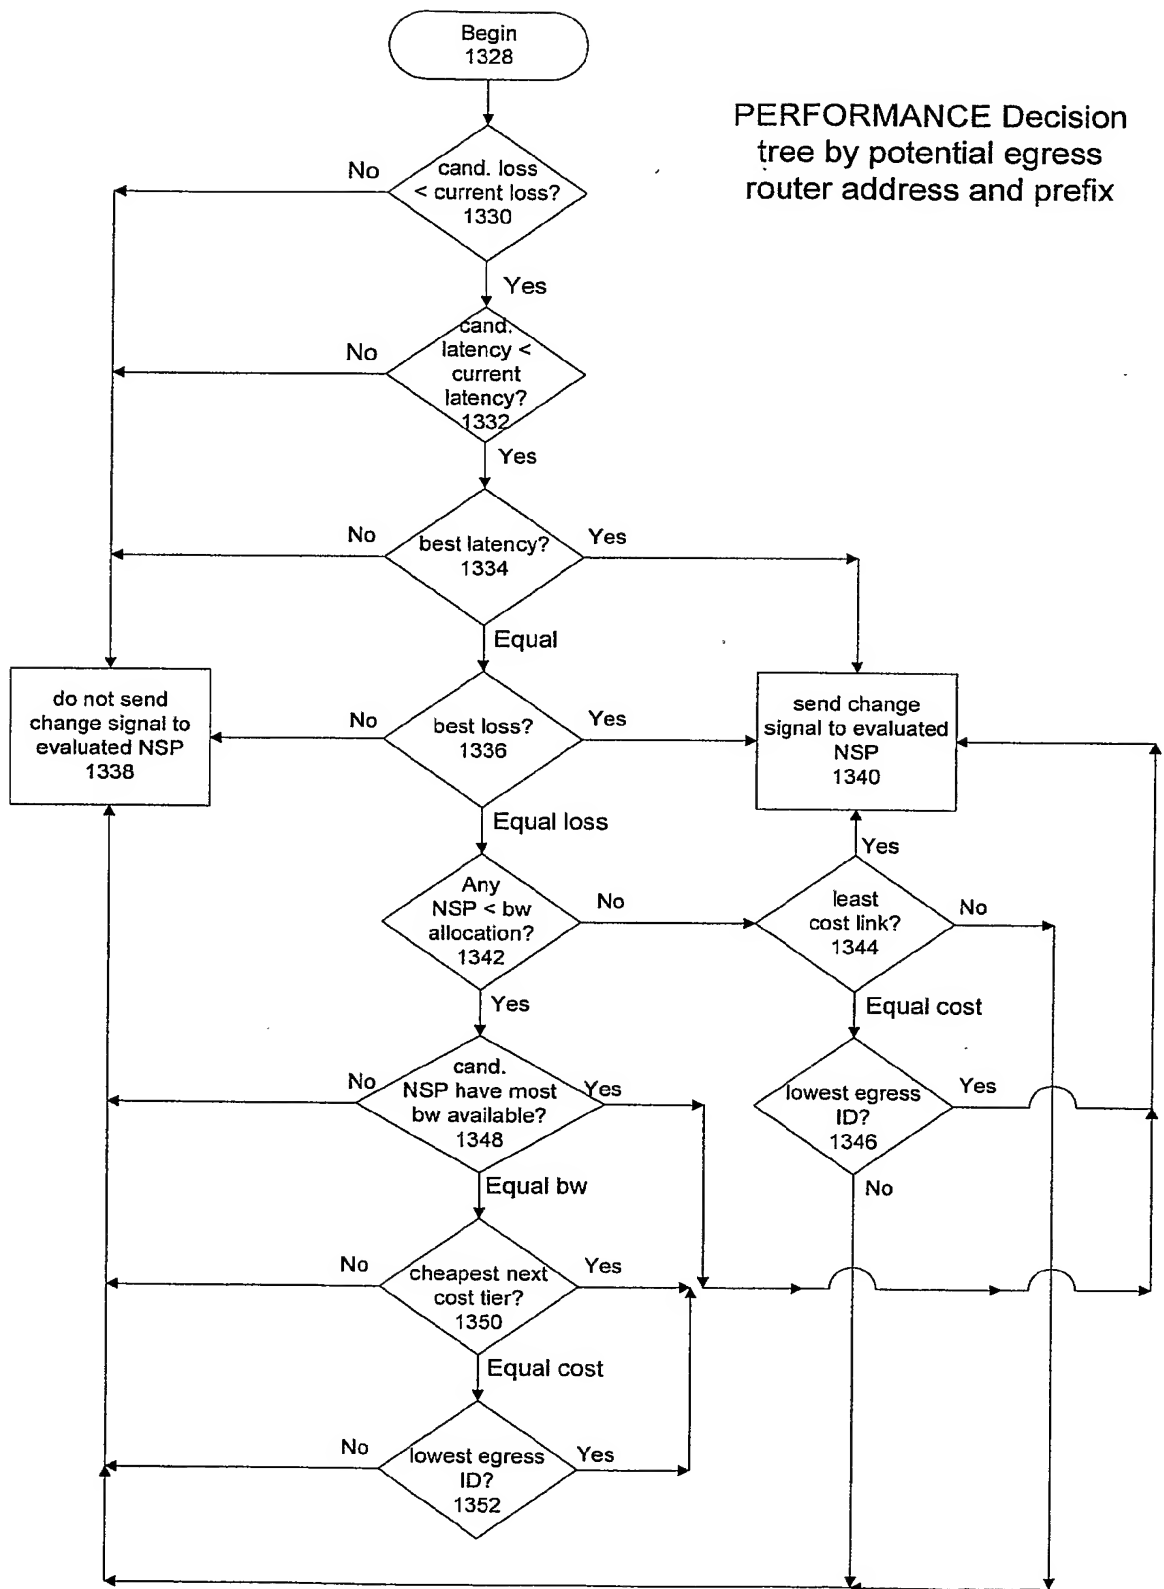 Begin
1328
PERFORMANCE Decision
tree by potential egress
router address and prefix
No
cand. loss
< current loss?
1330
Yes
No
cand.
latency <
current
latency?
1332
Yes
No
best latency?
1334
Yes
Equal
do not send
change signal to
evaluated NSP
1338
No
best loss?
1336
Yes
send change
signal to evaluated
NSP
1340
Equal loss
Yes
Any
NSP < bw
allocation?
1342
No
least
cost link?
1344
No
Yes
Equal cost
No
cand.
NSP have most
bw available?
1348
Yes
lowest egress
ID?
1346
Yes
Equal bw
No
No
cheapest next
cost tier?
1350
Yes
Equal cost
No
lowest egress
ID?
1352
Yes